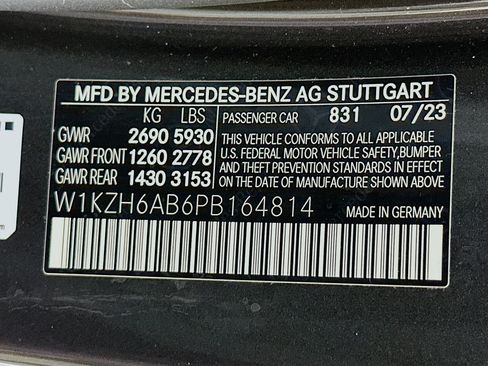 MFD BY MERCEDES-BENZ AG STUTTGART
KG LBS PASSENGER CAR 831 07/23
GVWR 2690 5930 THIS VEHICLE CONFORMS TO ALL APPLICABLE
GAWR FRONT 1260 2778 U.S. FEDERAL MOTOR VEHICLE SAFETY, BUMPER
GAWR REAR 1430 3153 AND THEFT PREVENTION STANDARDS IN EFFECT
ON THE DATE OF MANUFACTURE SHOWN ABOVE.
W1KZH6AB6PB164814
MADE IN GERMANY